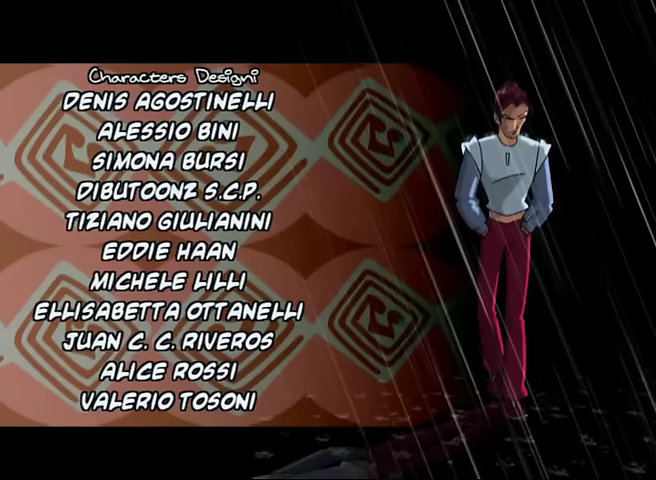 Characters Designi
DENIS AGOSTINELLI
ALESSIO BINI
SIMONA BURSI
DIBUTOONZ S.C.P.
TIZIANO GIULIANINI
EDDIE HAAN
MICHELE LILLI
ELLISABETTA OTTANELLI
JUAN C. C. RIVEROS
ALICE ROSSI
VALERIO TOSONI